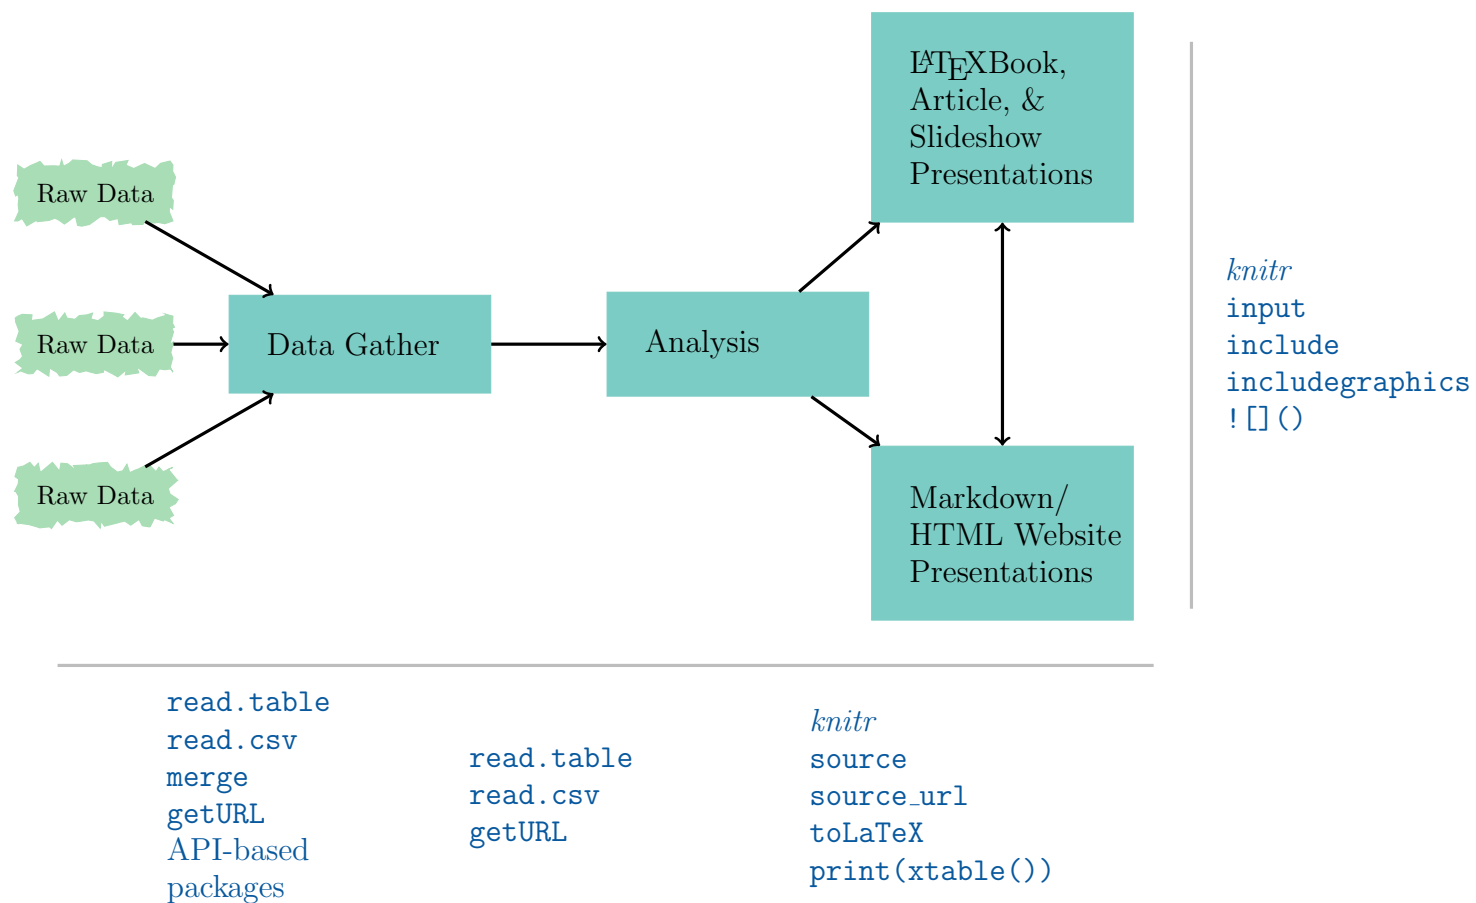 LATEXBook,
Article, &
Slideshow
Presentations
Raw Data
Raw Data
Raw Data
Data Gather
Analysis
Markdown/
HTML Website
Presentations
knitr
input
include
includegraphics
![]()
read.table
read.csv
merge
getURL
API-based
packages
read.table
read.csv
getURL
knitr
source
source_url
toLaTeX
print(xtable())